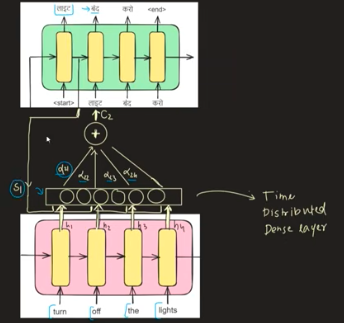 लाइट → बंद करो <end>
<start> लाइट बंद करो
C2
+
α21 α22 α23 α24
S1
Time
Distributed
Dense layer
h1 h2 h3 h4
turn off the lights